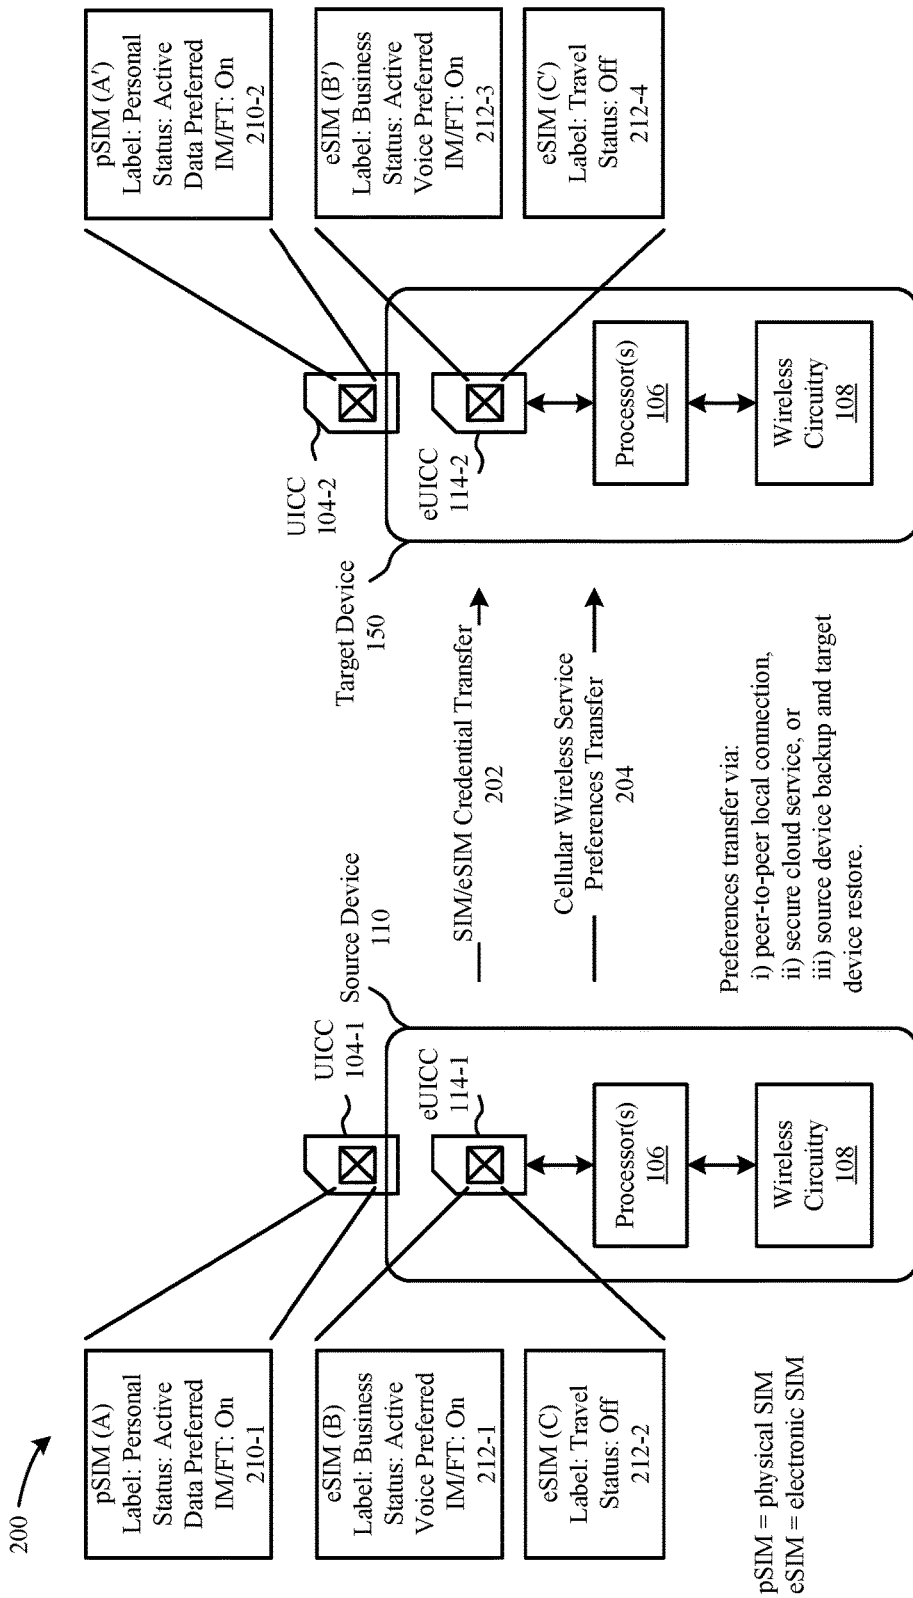 200
pSIM (A)
Label: Personal
Status: Active
Data Preferred
IM/FT: On
210-1
eSIM (B)
Label: Business
Status: Active
Voice Preferred
IM/FT: On
212-1
eSIM (C)
Label: Travel
Status: Off
212-2
pSIM = physical SIM
eSIM = electronic SIM
UICC
104-1
Source Device
110
eUICC
114-1
Processor(s)
106
Wireless
Circuitry
108
SIM/eSIM Credential Transfer
202
Cellular Wireless Service
Preferences Transfer
204
Preferences transfer via:
i) peer-to-peer local connection,
ii) secure cloud service, or
iii) source device backup and target
device restore.
Target Device
150
UICC
104-2
eUICC
114-2
Processor(s)
106
Wireless
Circuitry
108
pSIM (A')
Label: Personal
Status: Active
Data Preferred
IM/FT: On
210-2
eSIM (B')
Label: Business
Status: Active
Voice Preferred
IM/FT: On
212-3
eSIM (C')
Label: Travel
Status: Off
212-4